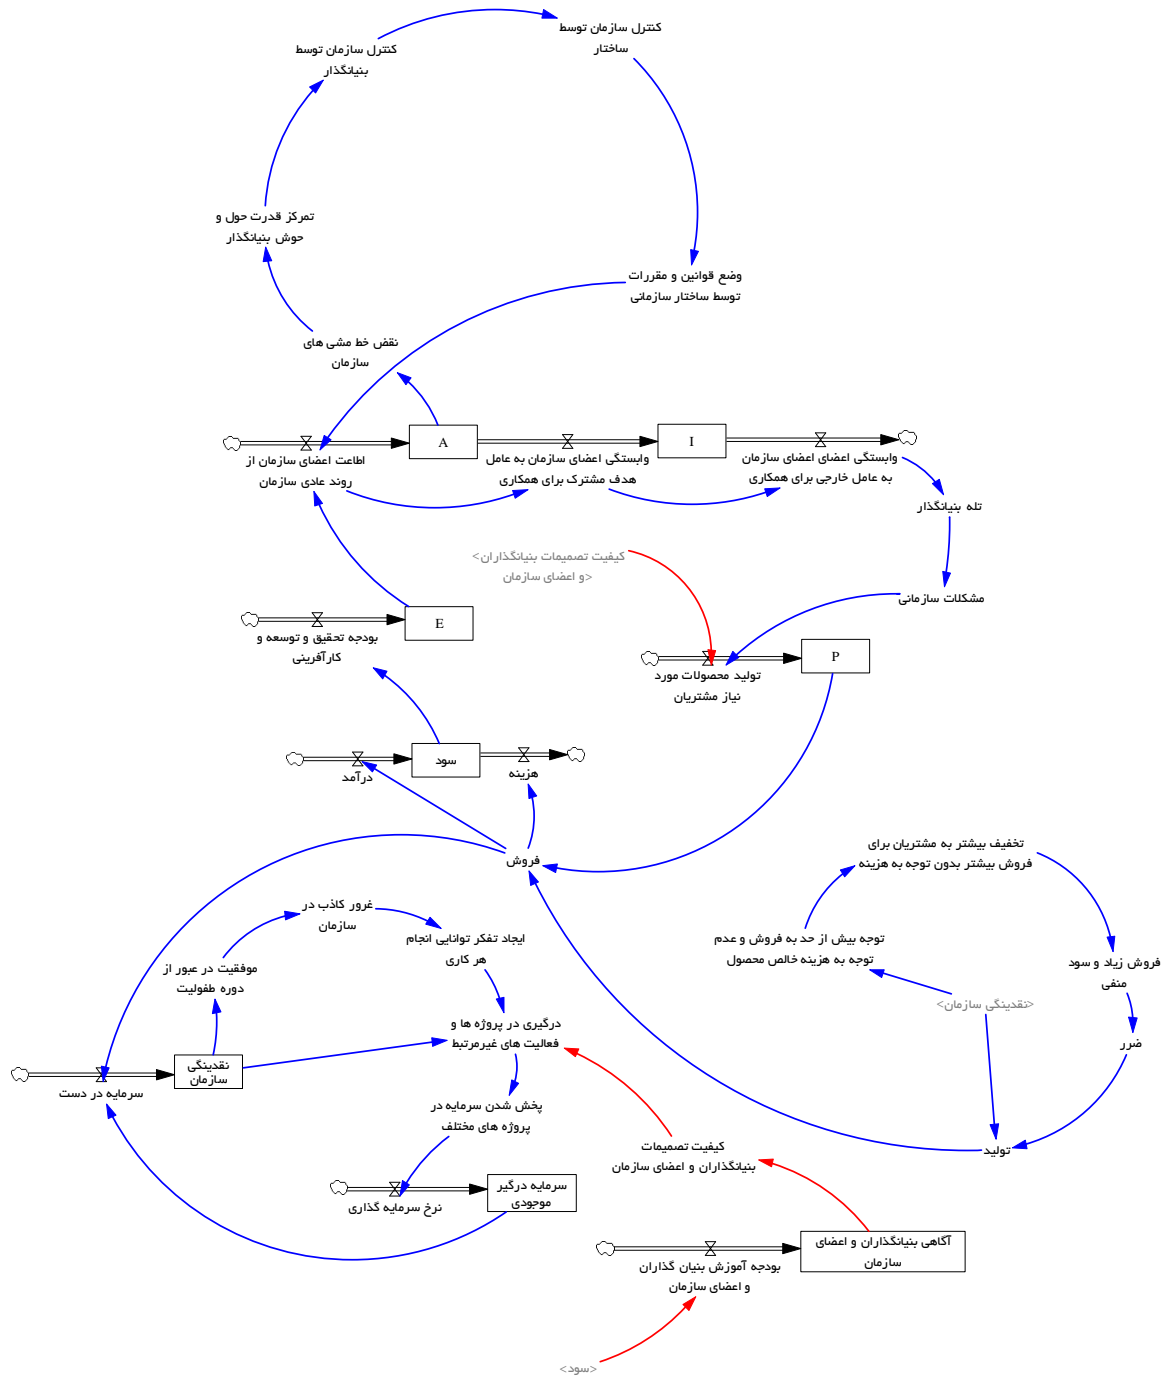 کنترل سازمان توسط
ساختار
کنترل سازمان توسط
بنیانگذار
تمرکز قدرت حول و
حوش بنیانگذار
وضع قوانین و مقررات
توسط ساختار سازمانی
نقض خط مشی های
سازمان
A
I
اطاعت اعضای سازمان از
روند عادی سازمان
وابستگی اعضای سازمان به عامل
هدف مشترک برای همکاری
وابستگی اعضای اعضای سازمان
به عامل خارجی برای همکاری
تله بنیانگذار
<کیفیت تصمیمات بنیانگذاران
و اعضای سازمان>
مشکلات سازمانی
E
بودجه تحقیق و توسعه و
کارآفرینی
P
تولید محصولات مورد
نیاز مشتریان
سود
درآمد
هزینه
فروش
تخفیف بیشتر به مشتریان برای
فروش بیشتر بدون توجه به هزینه
غرور کاذب در
سازمان
ایجاد تفکر توانایی انجام
هر کاری
توجه بیش از حد به فروش و عدم
توجه به هزینه خالص محصول
فروش زیاد و سود
منفی
موفقیت در عبور از
دوره طفولیت
<نقدینگی سازمان>
درگیری در پروژه ها و
فعالیت های غیرمرتبط
ضرر
نقدینگی
سازمان
سرمایه در دست
پخش شدن سرمایه در
پروژه های مختلف
کیفیت تصمیمات
بنیانگذاران و اعضای سازمان
تولید
سرمایه درگیر
موجودی
نرخ سرمایه گذاری
آگاهی بنیانگذاران و اعضای
سازمان
بودجه آموزش بنیان گذاران
و اعضای سازمان
<سود>